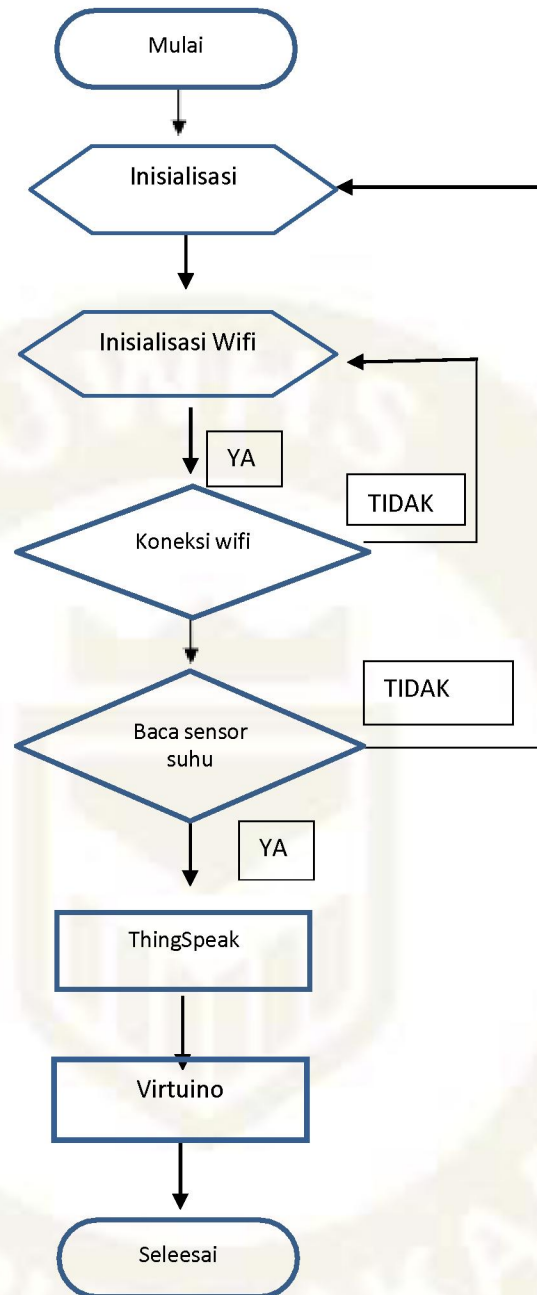 Mulai
Inisialisasi
Inisialisasi Wifi
YA
TIDAK
Koneksi wifi
TIDAK
Baca sensor
suhu
YA
ThingSpeak
Virtuino
Seleesai